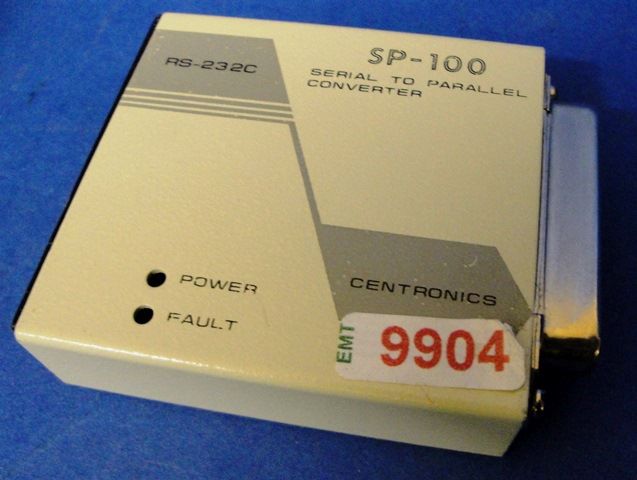 RS-232C
SP-100
SERIAL TO PARALLEL
CONVERTER
POWER
FAULT
CENTRONICS
EMT
9904